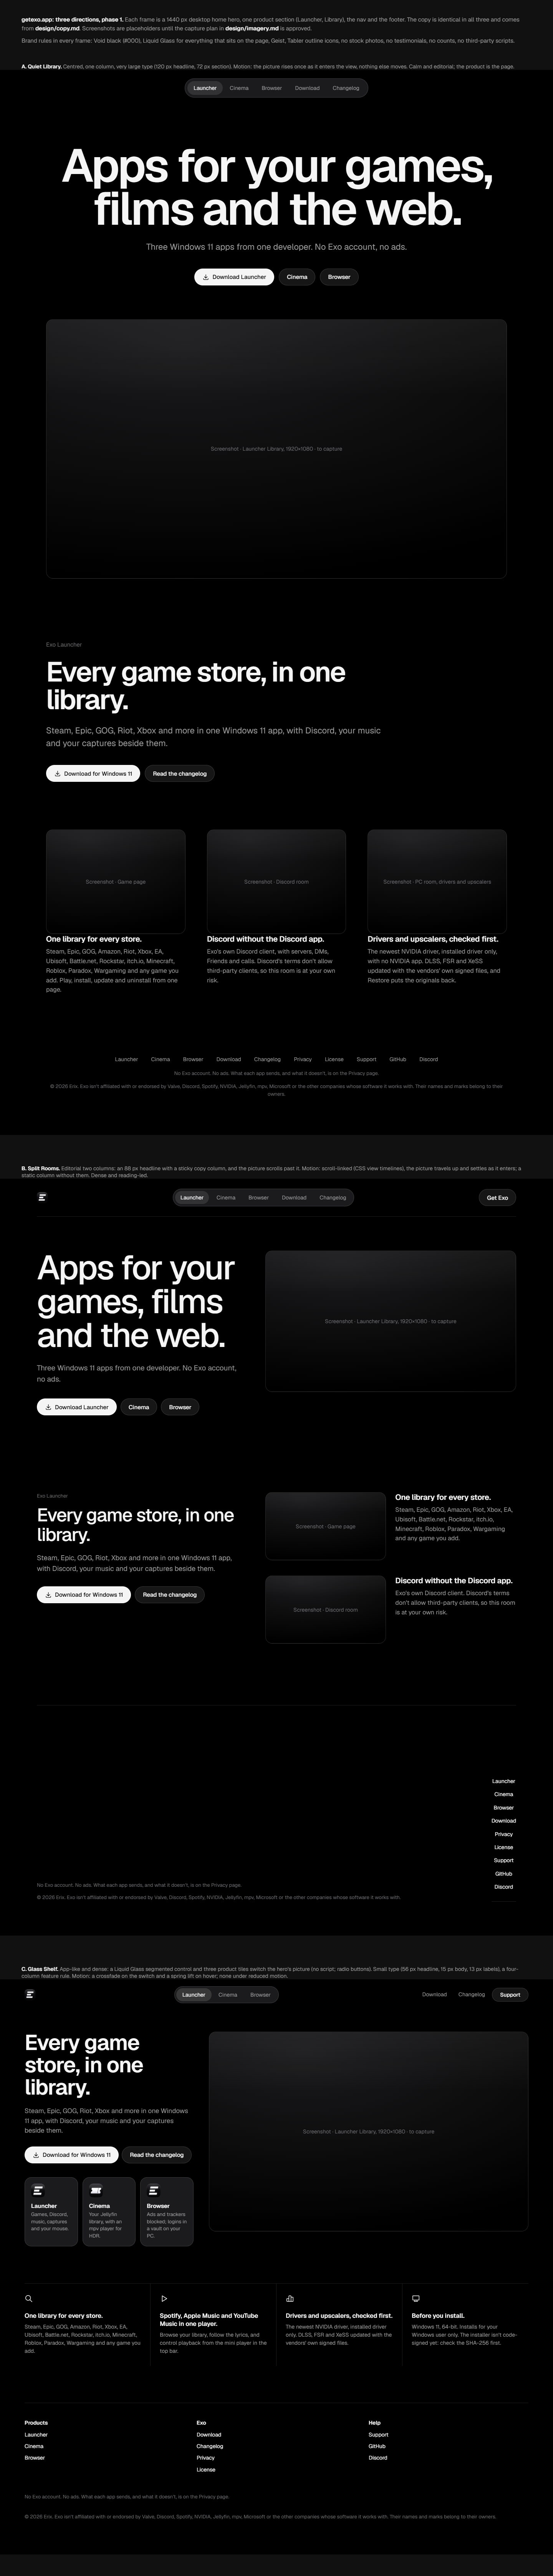 getexo.app: three directions, phase 1. Each frame is a 1440 px desktop home hero, one product section (Launcher, Library), the nav and the footer. The copy is identical in all three and comes
from design/copy.md. Screenshots are placeholders until the capture plan in design/imagery.md is approved.
Brand rules in every frame: Void black (#000), Liquid Glass for everything that sits on the page, Geist, Tabler outline icons, no stock photos, no testimonials, no counts, no third-party scripts.
A. Quiet Library. Centred, one column, very large type (120 px headline, 72 px section). Motion: the picture rises once as it enters the view, nothing else moves. Calm and editorial; the product is the page.
Launcher Cinema Browser Download Changelog
Apps for your games,
films and the web.
Three Windows 11 apps from one developer. No Exo account, no ads.
Download Launcher Cinema Browser
Screenshot · Launcher Library, 1920×1080 · to capture
Exo Launcher
Every game store, in one
library.
Steam, Epic, GOG, Riot, Xbox and more in one Windows 11 app, with Discord, your music
and your captures beside them.
Download for Windows 11 Read the changelog
Screenshot · Game page
Screenshot · Discord room
Screenshot · PC room, drivers and upscalers
One library for every store.
Steam, Epic, GOG, Amazon, Riot, Xbox, EA,
Ubisoft, Battle.net, Rockstar, itch.io, Minecraft,
Roblox, Paradox, Wargaming and any game you
add. Play, install, update and uninstall from one
page.
Discord without the Discord app.
Exo's own Discord client, with servers, DMs,
Friends and calls. Discord's terms don't allow
third-party clients, so this room is at your own
risk.
Drivers and upscalers, checked first.
The newest NVIDIA driver, installed driver only,
with no NVIDIA app. DLSS, FSR and XeSS
updated with the vendors' own signed files, and
Restore puts the originals back.
Launcher Cinema Browser Download Changelog Privacy License Support GitHub Discord
No Exo account. No ads. What each app sends, and what it doesn't, is on the Privacy page.
© 2026 Enx. Exo isn't affiliated with or endorsed by Valve, Discord, Spotify, NVIDIA, Jellyfin, mpv, Microsoft or the other companies whose software it works with. Their names and marks belong to their
owners.
B. Split Rooms. Editorial two columns: an 88 px headline with a sticky copy column, and the picture scrolls past it. Motion: scroll-linked (CSS view timelines), the picture travels up and settles as it enters; a
static column without them. Dense and reading-led.
Launcher Cinema Browser Download Changelog
Get Exo
Apps for your
games, films
and the web.
Three Windows 11 apps from one developer. No Exo account,
no ads.
Download Launcher Cinema Browser
Screenshot · Launcher Library, 1920×1080 · to capture
Exo Launcher
Every game store, in one
library.
Steam, Epic, GOG, Riot, Xbox and more in one Windows 11 app,
with Discord, your music and your captures beside them.
Download for Windows 11 Read the changelog
Screenshot · Game page
One library for every store.
Steam, Epic, GOG, Amazon, Riot, Xbox, EA,
Ubisoft, Battle.net, Rockstar, itch.io,
Minecraft, Roblox, Paradox, Wargaming
and any game you add.
Screenshot · Discord room
Discord without the Discord app.
Exo's own Discord client. Discord's terms
don't allow third-party clients, so this room
is at your own risk.
Launcher
Cinema
Browser
Download
Privacy
License
Support
GitHub
Discord
No Exo account. No ads. What each app sends, and what it doesn't, is on the Privacy page.
© 2026 Enx. Exo isn't affiliated with or endorsed by Valve, Discord, Spotify, NVIDIA, Jellyfin, mpv, Microsoft or the other companies whose software it works with.
C. Glass Shelf. App-like and dense: a Liquid Glass segmented control and three product tiles switch the hero's picture (no script: radio buttons). Small type (56 px headline, 15 px body, 13 px labels), a four-
column feature rule. Motion: a crossfade on the switch and a spring lift on hover; none under reduced motion.
Launcher Cinema Browser
Download Changelog Support
Every game
store, in one
library.
Steam, Epic, GOG, Riot, Xbox and more in one Windows
11 app, with Discord, your music and your captures
beside them.
Download for Windows 11 Read the changelog
Launcher
Games, Discord,
music, captures
and your mouse.
Cinema
Your Jellyfin
library, with an
mpv player for
HDR.
Browser
Ads and trackers
blocked; logins in
a vault on your
PC.
Screenshot · Launcher Library, 1920×1080 · to capture
One library for every store.
Steam, Epic, GOG, Amazon, Riot, Xbox, EA,
Ubisoft, Battle.net, Rockstar, itch.io, Minecraft,
Roblox, Paradox, Wargaming and any game you
add.
Spotify, Apple Music and YouTube
Music in one player.
Browse your library, follow the lyrics, and
control playback from the mini player in the
top bar.
Drivers and upscalers, checked first.
The newest NVIDIA driver, installed driver
only. DLSS, FSR and XeSS updated with the
vendors' own signed files.
Before you install.
Windows 11, 64-bit. Installs for your
Windows user only. The installer isn't code-
signed yet: check the SHA-256 first.
Products
Launcher
Cinema
Browser
Exo
Download
Changelog
Privacy
License
Help
Support
GitHub
Discord
No Exo account. No ads. What each app sends, and what it doesn't, is on the Privacy page.
© 2026 Enx. Exo isn't affiliated with or endorsed by Valve, Discord, Spotify, NVIDIA, Jellyfin, mpv, Microsoft or the other companies whose software it works with. Their names and marks belong to their owners.